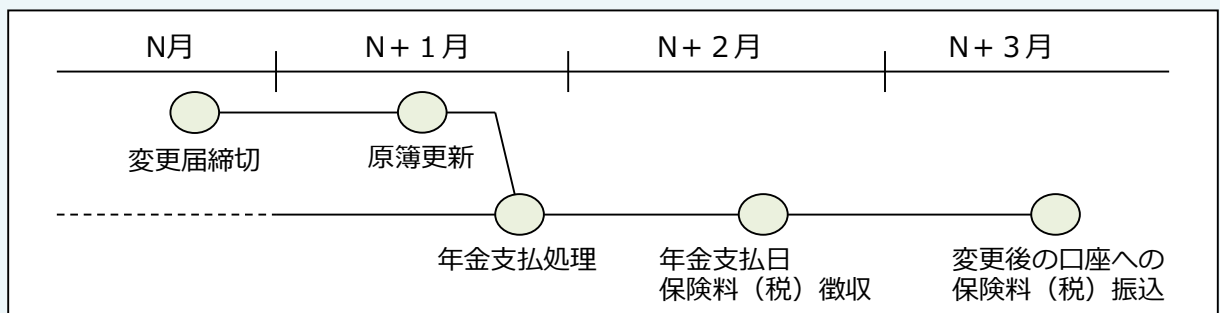 N月 N+1月 N+2月 N+3月
変更届締切 原簿更新
年金支払処理 年金支払日 変更後の口座への
保険料(税)徴収 保険料(税)振込